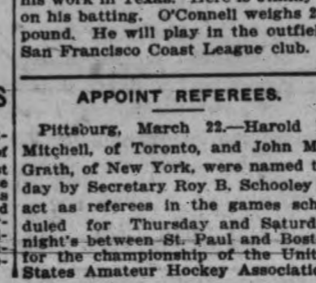 on his batting. O'Connell weighs 2
pound. He will play in the outfiel
San Francisco Coast League club.
APPOINT REFEREES.
Pittsburg, March 22.—Harold
Mitchell, of Toronto, and John M
Grath, of New York, were named t
day by Secretary Roy B. Schooley
act as referees in the games sch
duled for Thursday and Saturd
night's between St. Paul and Bost
for the championship of the Unit
States Amateur Hockey Associatio